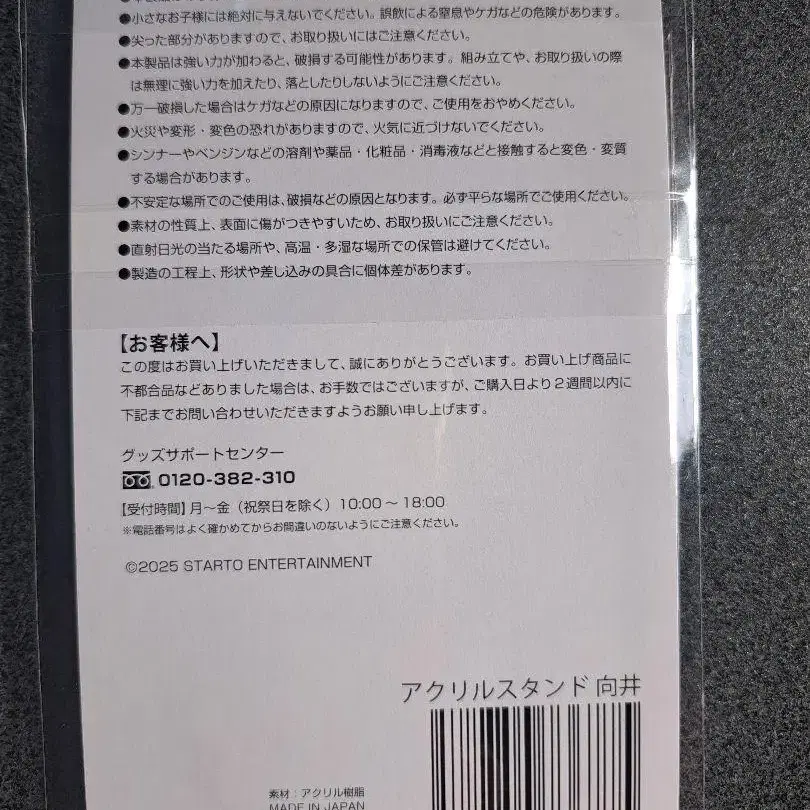 ●小さなお子様には絶対に与えないでください。誤飲による窒息やケガなどの危険があります。
●尖った部分がありますので、お取り扱いにはご注意ください。
●本製品は強い力が加わると、破損する可能性があります。組み立てや、お取り扱いの際
は無理に強い力を加えたり、落としたりしないようにご注意ください。
●万一破損した場合はケガなどの原因になりますので、ご使用をおやめください。
●火災や変形・変色の恐れがありますので、火気に近づけないでください。
●シンナーやベンジンなどの溶剤や薬品・化粧品・消毒液などと接触すると変色・変質
する場合があります。
●不安定な場所でのご使用は、破損などの原因となります。必ず平らな場所でご使用ください。
●素材の性質上、表面に傷がつきやすいため、お取り扱いにご注意ください。
●直射日光の当たる場所や、高温・多湿な場所での保管は避けてください。
●製造の工程上、形状や差し込みの具合に個体差があります。
【お客様へ】
この度はお買い上げいただきまして、誠にありがとうございます。お買い上げ商品に
不都合品などありました場合は、お手数ではございますが、ご購入日より2週間以内に
下記までお問い合わせいただきますようお願い申し上げます。
グッズサポートセンター
0120-382-310
【受付時間】月〜金（祝祭日を除く）10:00〜18:00
※電話番号はよく確かめてからお間違いのないようにご注意ください。
©2025 STARTO ENTERTAINMENT
アクリルスタンド 向井
素材：アクリル樹脂
MADE IN JAPAN